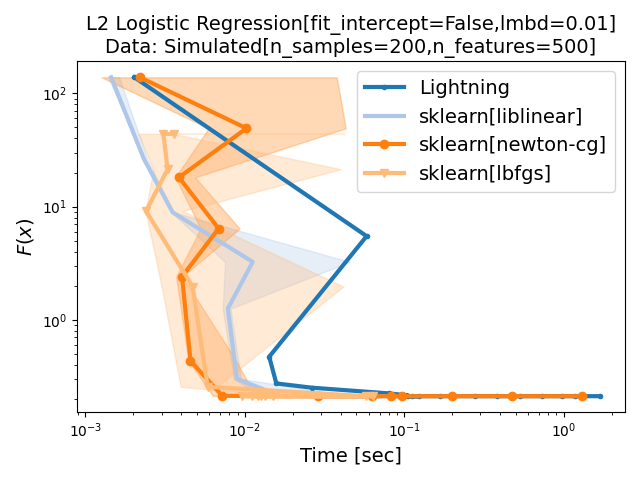 L2 Logistic Regression[fit_intercept=False,lmbd=0.01]
Data: Simulated[n_samples=200,n_features=500]
Lightning
sklearn[liblinear]
sklearn[newton-cg]
sklearn[lbfgs]
F(x)
10²
10¹
10⁰
10⁻³
10⁻²
10⁻¹
10⁰
Time [sec]